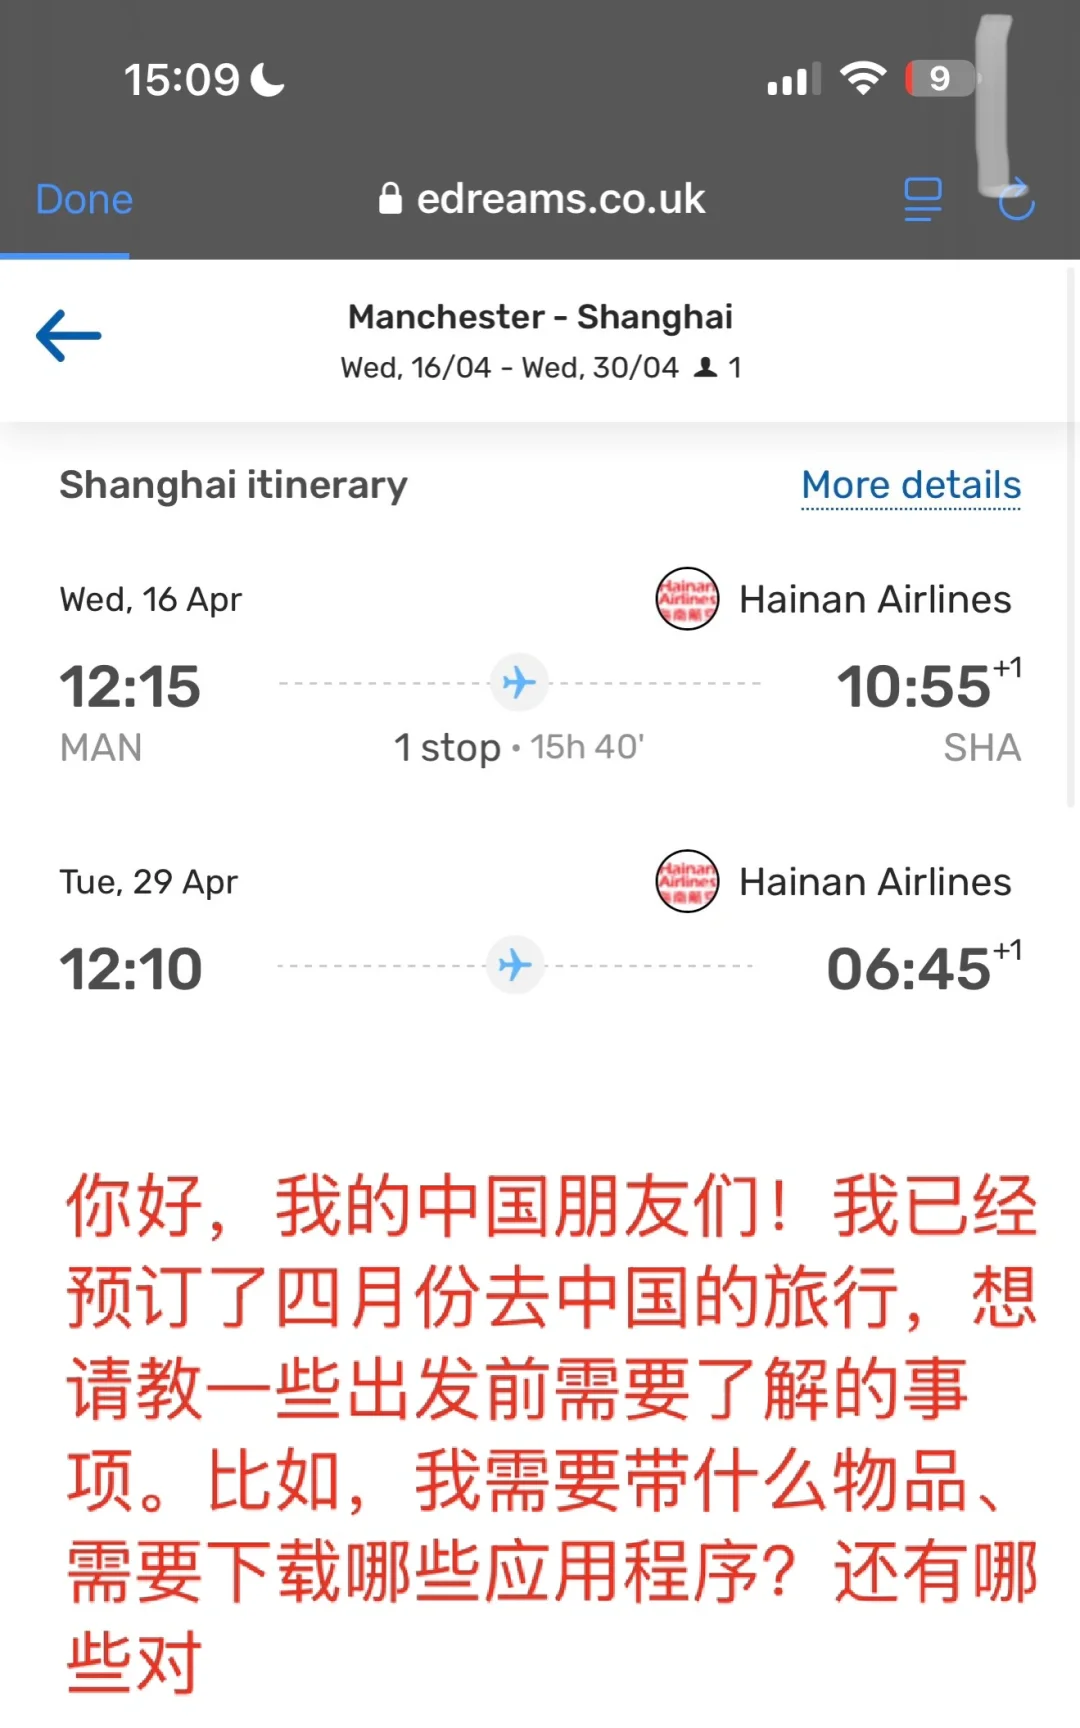 15:09
9
Done
edreams.co.uk
Manchester - Shanghai
Wed, 16/04 - Wed, 30/04 1
Shanghai itinerary
More details
Wed, 16 Apr
Hainan Airlines
Hainan Airlines
12:15
10:55+1
MAN
1 stop • 15h 40'
SHA
Tue, 29 Apr
Hainan Airlines
Hainan Airlines
12:10
06:45+1
你好，我的中国朋友们！我已经
预订了四月份去中国的旅行，想
请教一些出发前需要了解的事
项。比如，我需要带什么物品、
需要下载哪些应用程序？还有哪
些对